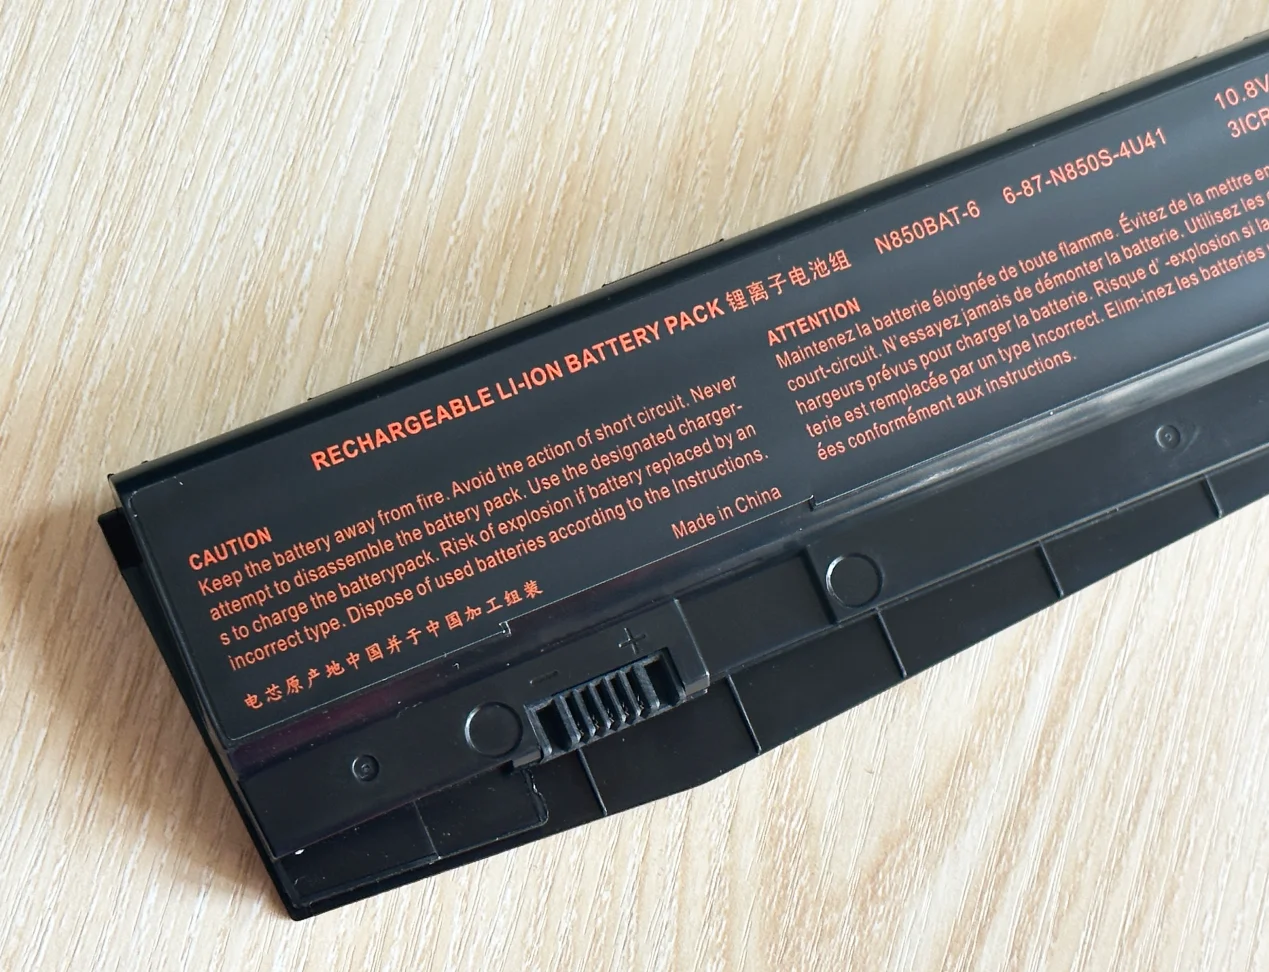 RECHARGEABLE LI-ION BATTERY PACK 锂离子电池组 N850BAT-6 6-87-N850S-4U41 10.8V
3ICR
CAUTION
Keep the battery away from fire. Avoid the action of short circuit. Never
attempt to disassemble the battery pack. Use the designated charger-
s to charge the batterypack. Risk of explosion if battery replaced by an
Incorrect type. Dispose of used batteries according to the Instructions.
Made in China
电芯原产地中国并于中国加工组装
ATTENTION
Maintenez la batterie éloignée de toute flamme. Évitez de la mettre en
court-circuit. N'essayez jamais de démonter la batterie. Utilisez les
hargeurs prévus pour charger la batterie. Risque d' -explosion si la
terie est remplacée par un type Incorrect. Elim-inez les batteries
ées conformément aux instructions.
- +